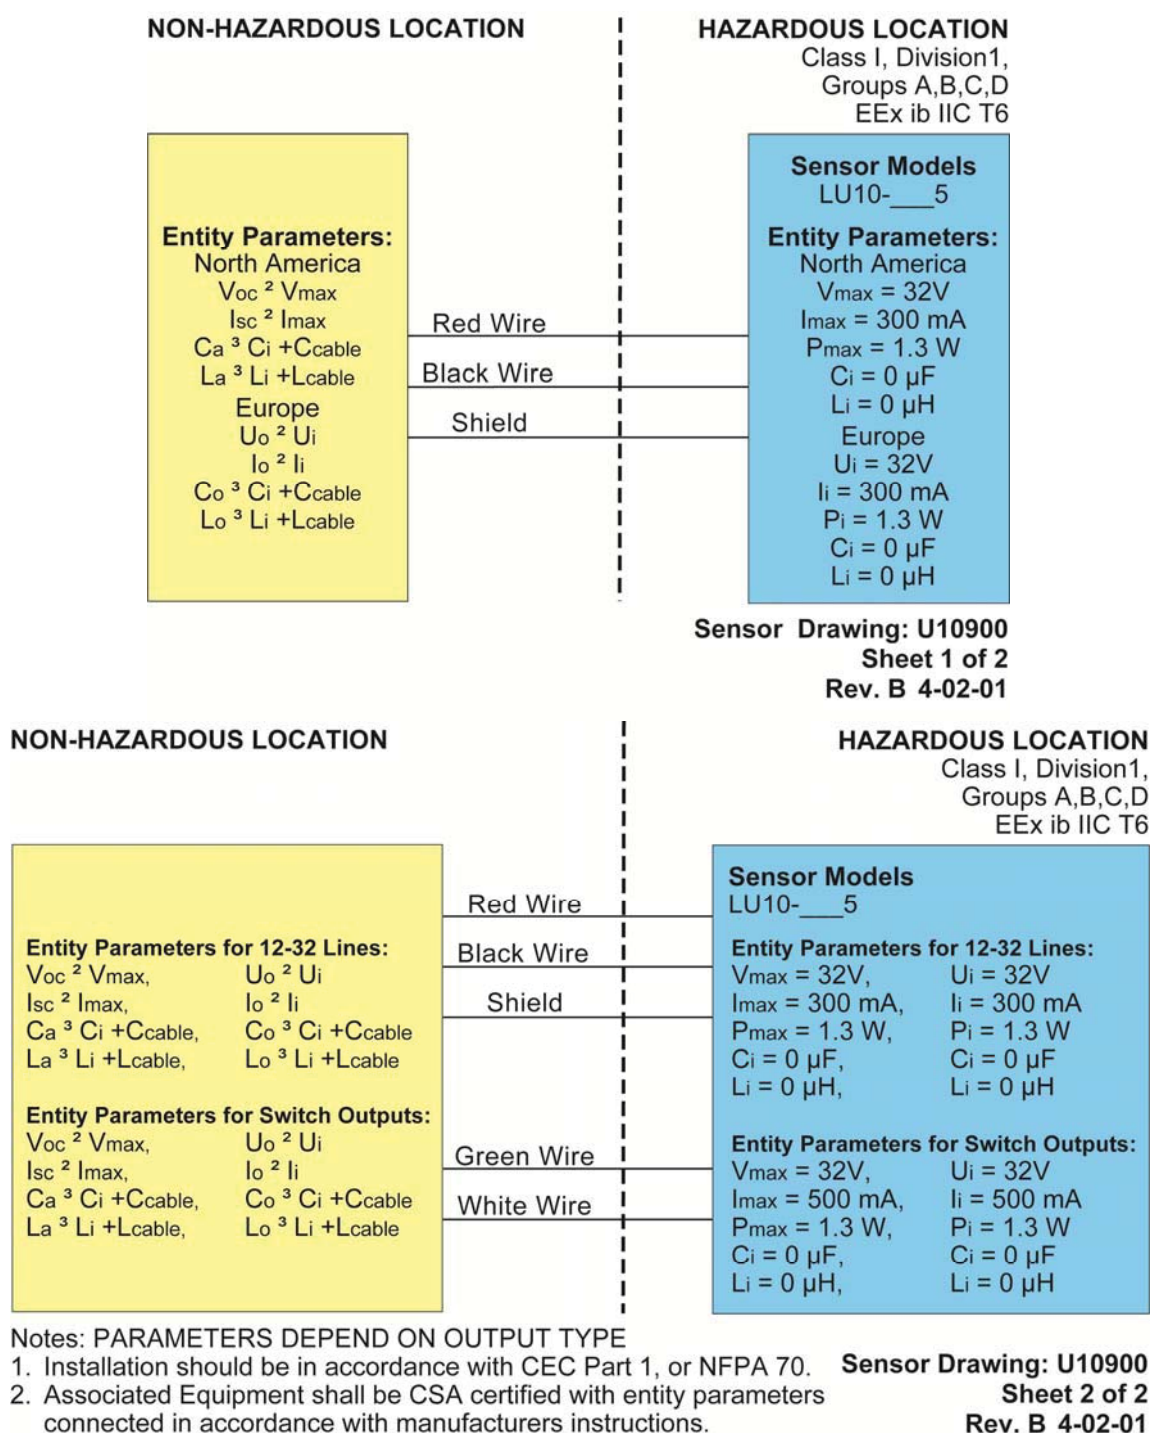 NON-HAZARDOUS LOCATION
HAZARDOUS LOCATION
Class I, Division1,
Groups A,B,C,D
EEx ib IIC T6
Entity Parameters:
North America
Voc ² Vmax
Isc ² Imax
Ca ³ Ci +Ccable
La ³ Li +Lcable
Europe
Uo ² Ui
Io ² Ii
Co ³ Ci +Ccable
Lo ³ Li +Lcable
Red Wire
Black Wire
Shield
Sensor Models
LU10-___5
Entity Parameters:
North America
Vmax = 32V
Imax = 300 mA
Pmax = 1.3 W
Ci = 0 µF
Li = 0 µH
Europe
Ui = 32V
Ii = 300 mA
Pi = 1.3 W
Ci = 0 µF
Li = 0 µH
Sensor Drawing: U10900
Sheet 1 of 2
Rev. B 4-02-01
NON-HAZARDOUS LOCATION
HAZARDOUS LOCATION
Class I, Division1,
Groups A,B,C,D
EEx ib IIC T6
Entity Parameters for 12-32 Lines:
Voc ² Vmax, Uo ² Ui
Isc ² Imax, Io ² Ii
Ca ³ Ci +Ccable, Co ³ Ci +Ccable
La ³ Li +Lcable, Lo ³ Li +Lcable
Entity Parameters for Switch Outputs:
Voc ² Vmax, Uo ² Ui
Isc ² Imax, Io ² Ii
Ca ³ Ci +Ccable, Co ³ Ci +Ccable
La ³ Li +Lcable, Lo ³ Li +Lcable
Red Wire
Black Wire
Shield
Green Wire
White Wire
Sensor Models
LU10-___5
Entity Parameters for 12-32 Lines:
Vmax = 32V, Ui = 32V
Imax = 300 mA, Ii = 300 mA
Pmax = 1.3 W, Pi = 1.3 W
Ci = 0 µF, Ci = 0 µF
Li = 0 µH, Li = 0 µH
Entity Parameters for Switch Outputs:
Vmax = 32V, Ui = 32V
Imax = 500 mA, Ii = 500 mA
Pmax = 1.3 W, Pi = 1.3 W
Ci = 0 µF, Ci = 0 µF
Li = 0 µH, Li = 0 µH
Notes: PARAMETERS DEPEND ON OUTPUT TYPE
1. Installation should be in accordance with CEC Part 1, or NFPA 70.
2. Associated Equipment shall be CSA certified with entity parameters
connected in accordance with manufacturers instructions.
Sensor Drawing: U10900
Sheet 2 of 2
Rev. B 4-02-01